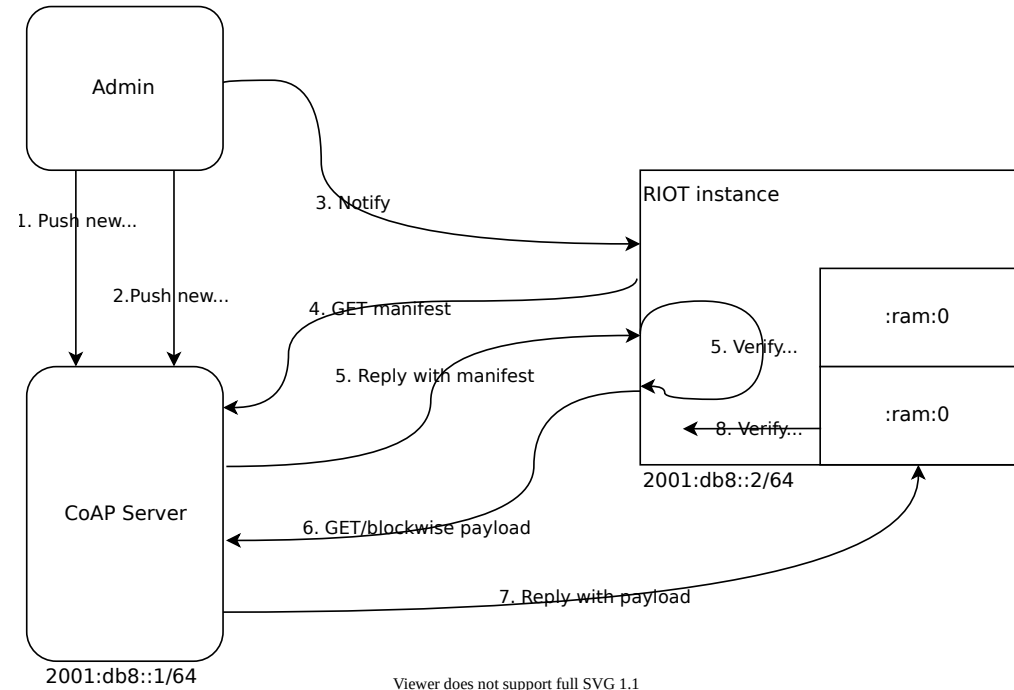 Admin
1. Push new...
2.Push new...
3. Notify
RIOT instance
4. GET manifest
:ram:0
5. Verify...
5. Reply with manifest
:ram:0
8. Verify...
2001:db8::2/64
CoAP Server
6. GET/blockwise payload
7. Reply with payload
2001:db8::1/64
Viewer does not support full SVG 1.1